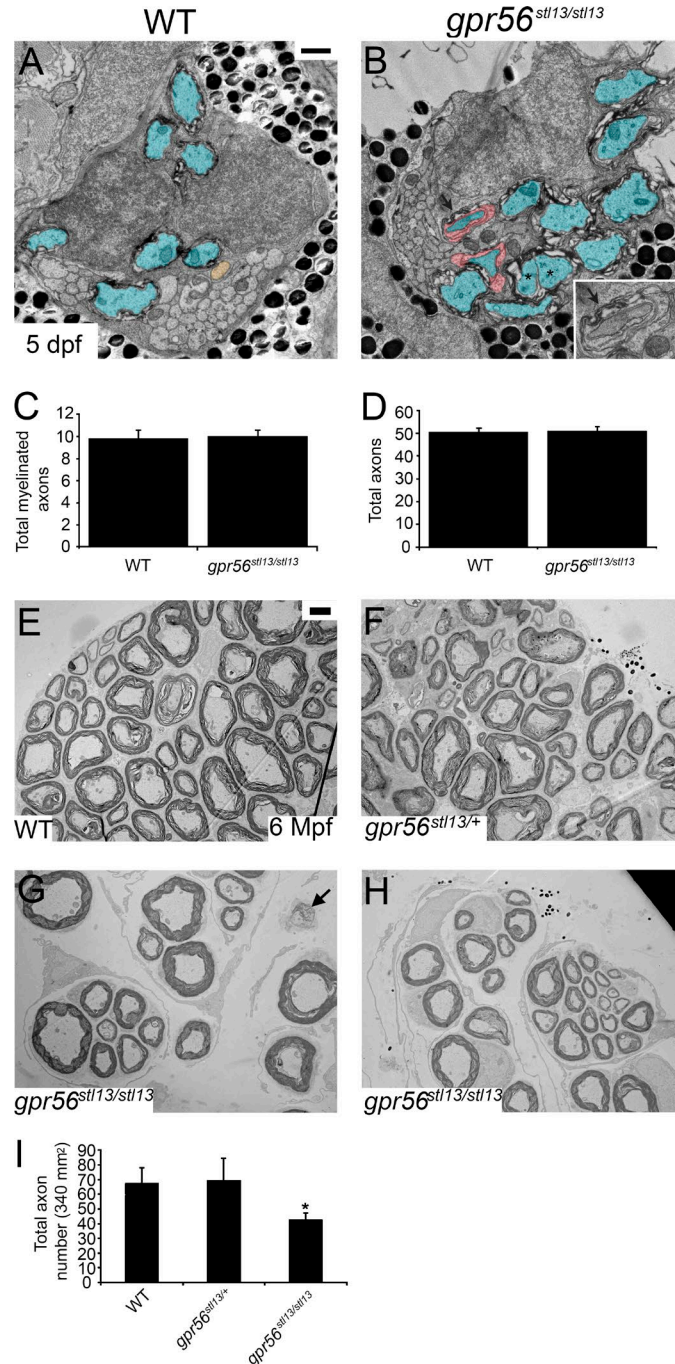 WT
gpr56 stl13/stl13
A
B
5 dpf
* *
C
Total myelinated axons
12
10
8
6
4
2
0
WT
gpr56stl13/stl13
D
Total axons
60
50
40
30
20
10
0
WT
gpr56stl13/stl13
E
WT
6 Mpf
F
gpr56stl13/+
G
gpr56stl13/stl13
H
gpr56stl13/stl13
I
Total axon
number (340 mm²)
90
80
70
60
50
40
30
20
10
0
*
WT
gpr56stl13/+
gpr56stl13/stl13